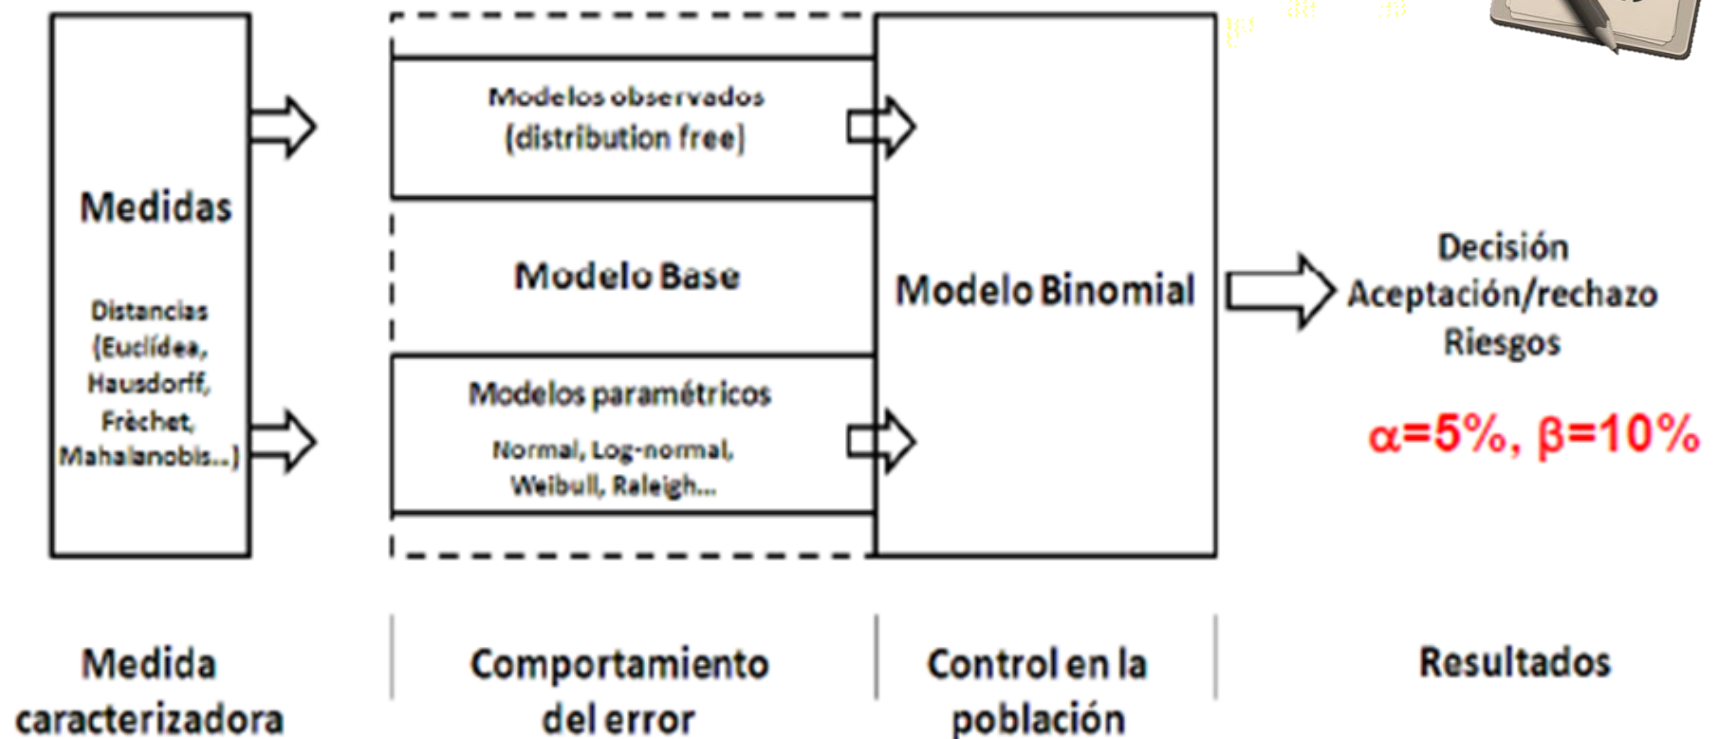 Medidas
Distancias
(Euclídea,
Hausdorff,
Frèchet,
Mahalanobis...)
Modelos observados
(distribution free)
Modelo Base
Modelos paramétricos
Normal, Log-normal,
Weibull, Raleigh...
Modelo Binomial
Decisión
Aceptación/rechazo
Riesgos
α=5%, β=10%
Medida
caracterizadora
Comportamiento
del error
Control en la
población
Resultados